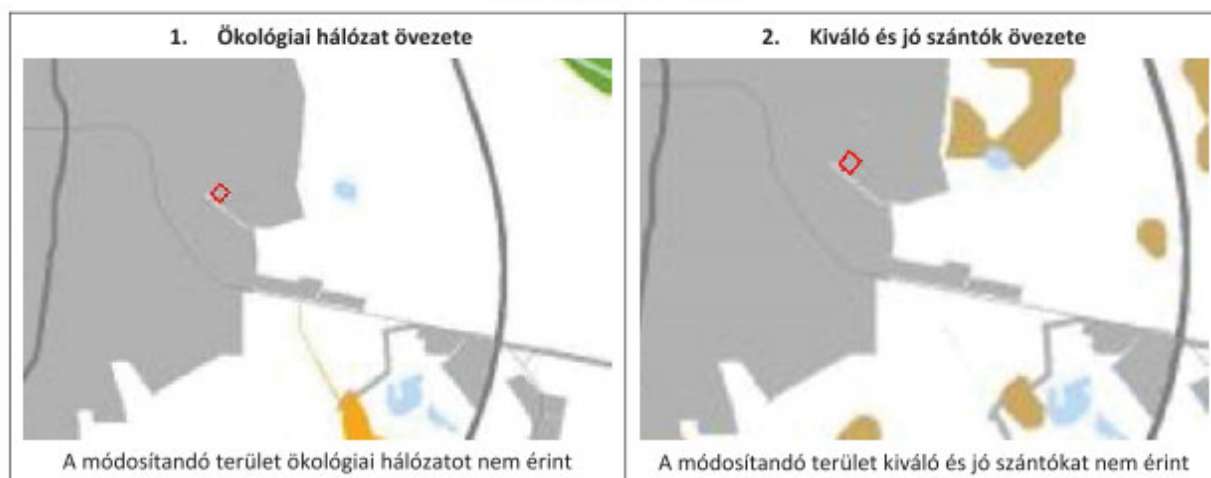 1. Ökológiai hálózat övezete
2. Kiváló és jó szántók övezete
A módosítandó terület ökológiai hálózatot nem érint
A módosítandó terület kiváló és jó szántókat nem érint